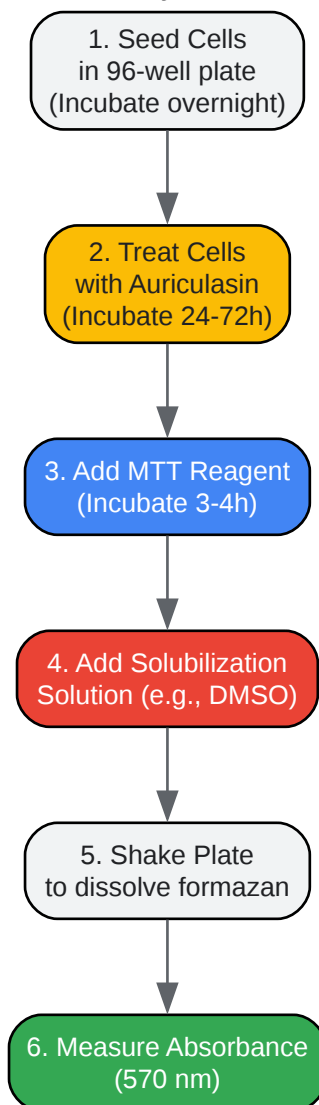 1. Seed Cells
in 96-well plate
(Incubate overnight)
2. Treat Cells
with Auriculasin
(Incubate 24-72h)
3. Add MTT Reagent
(Incubate 3-4h)
4. Add Solubilization
Solution (e.g., DMSO)
5. Shake Plate
to dissolve formazan
6. Measure Absorbance
(570 nm)